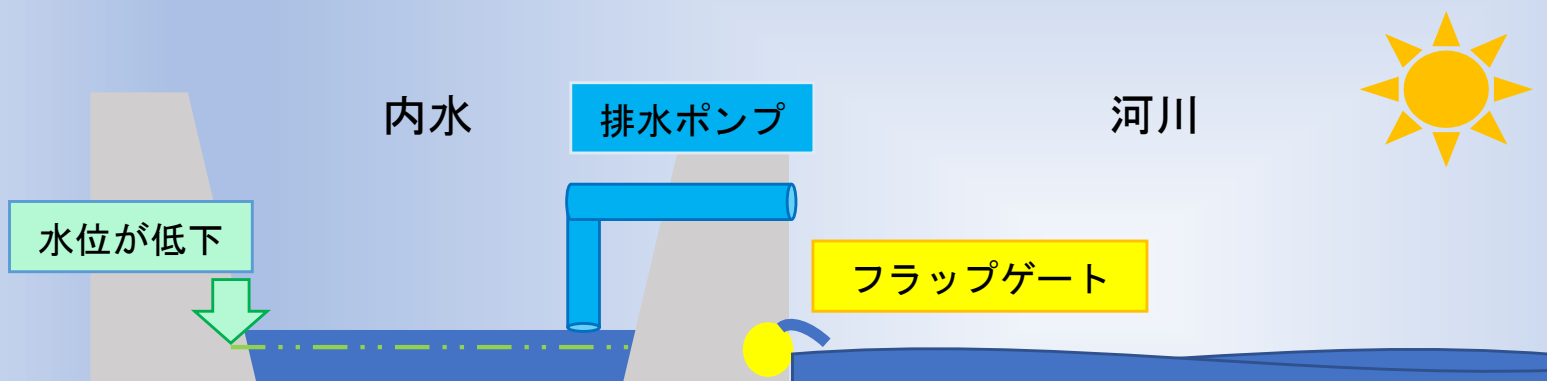 内水
排水ポンプ
河川
水位が低下
フラップゲート